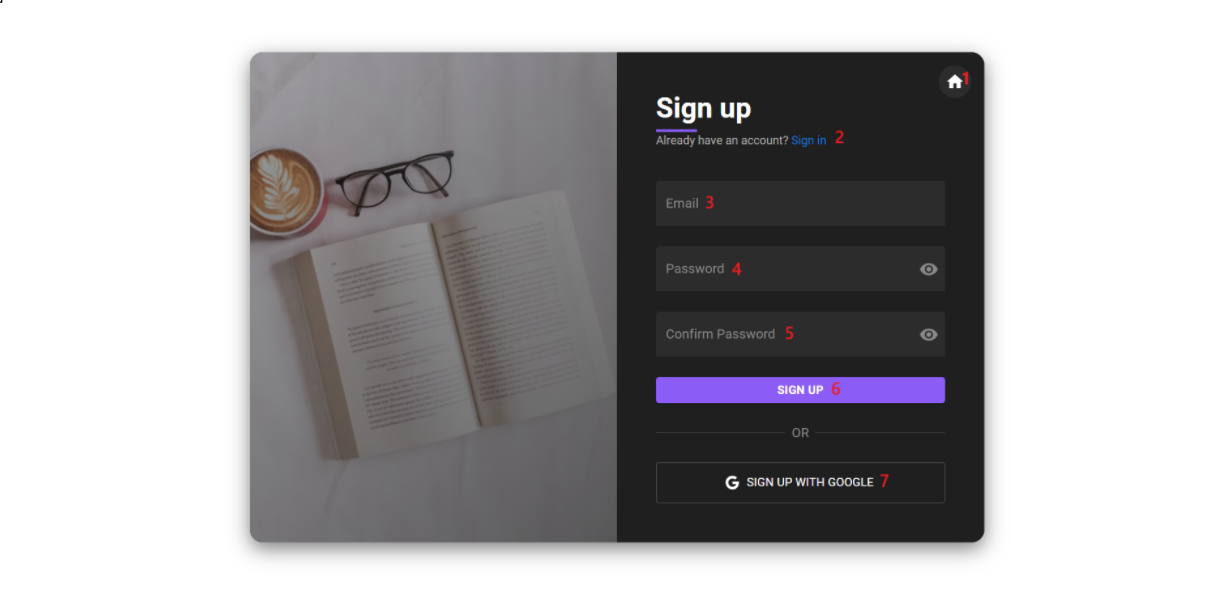 1
Sign up
Already have an account? Sign in 2
Email 3
Password 4
Confirm Password 5
SIGN UP 6
OR
G SIGN UP WITH GOOGLE 7